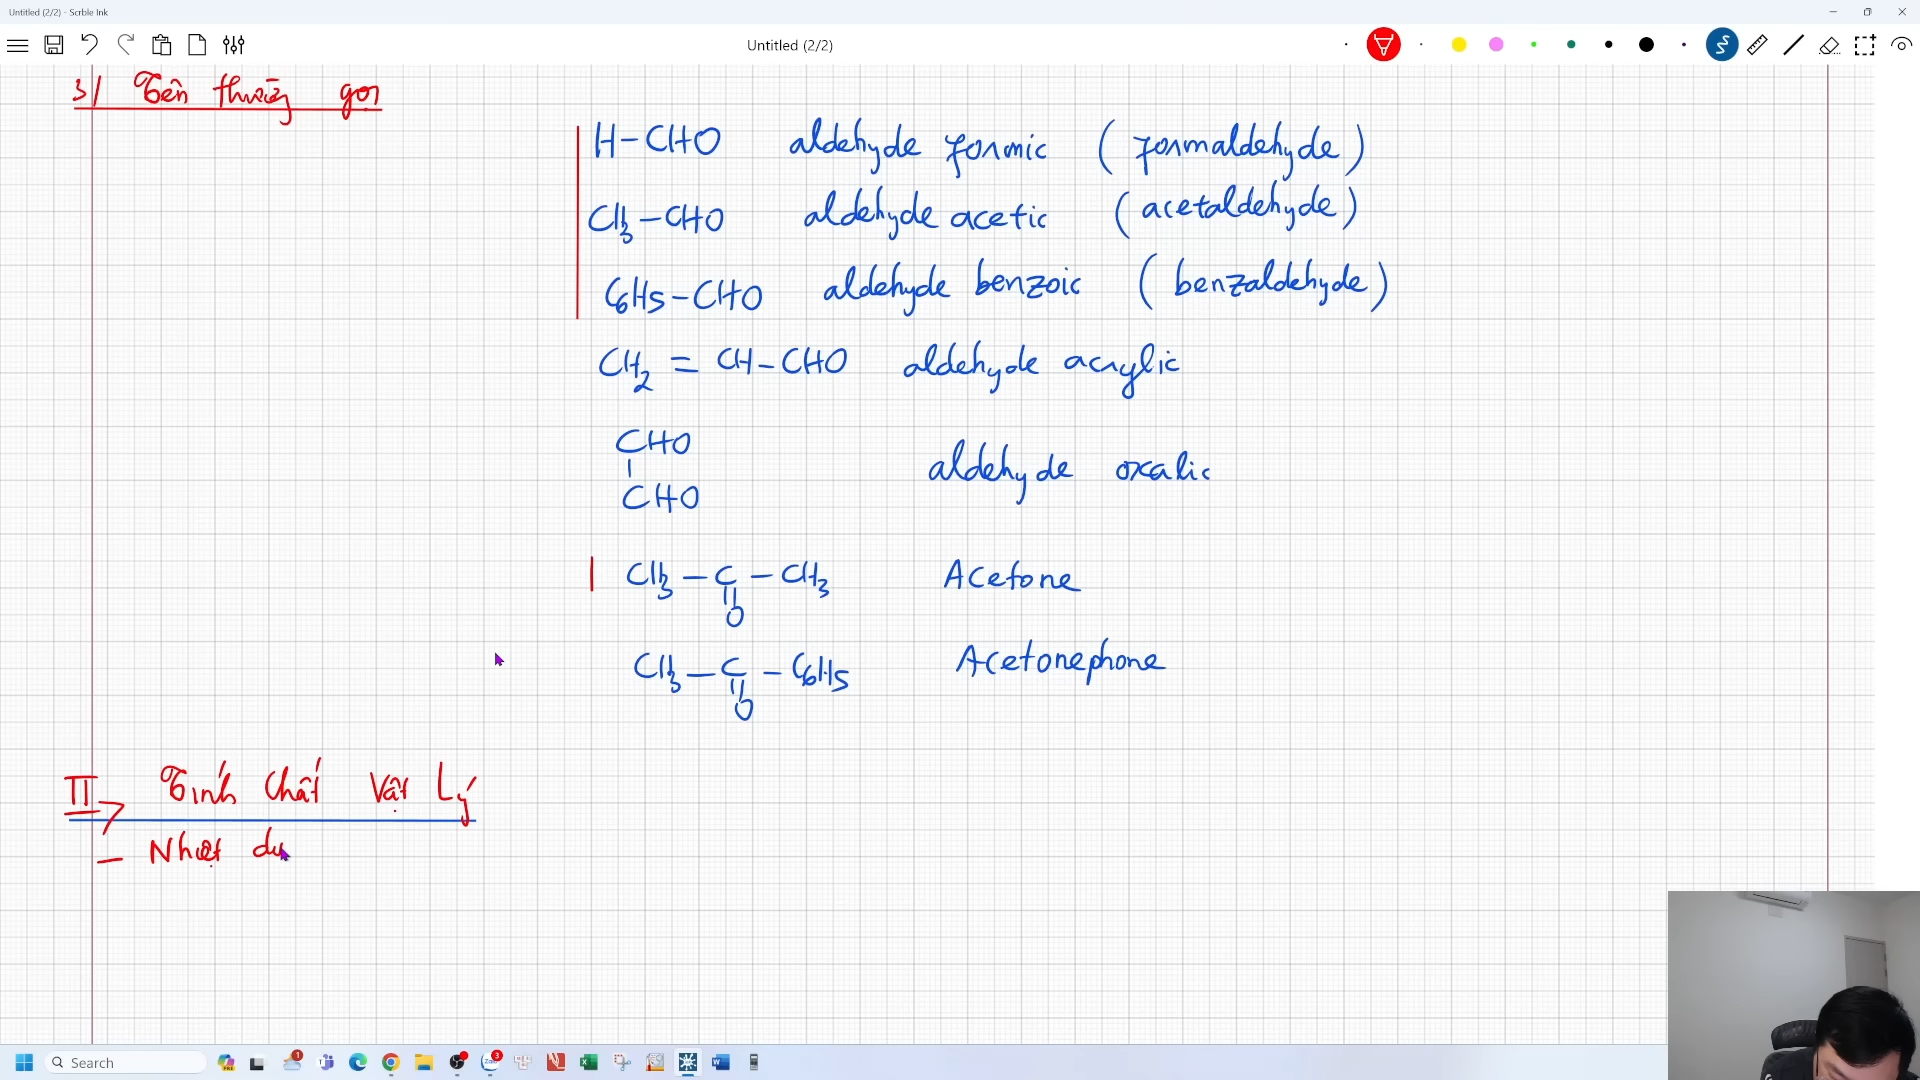 Untitled (2/2) - Scrble Ink
Untitled (2/2)
3/ Tên thường gọi
H-CHO aldehyde formic (formaldehyde)
CH3-CHO aldehyde acetic (acetaldehyde)
C6H5-CHO aldehyde benzoic (benzaldehyde)
CH2 = CH-CHO aldehyde acrylic
CHO
|
CHO
aldehyde oxalic
CH3 - C - CH3 Acetone
||
O
CH3 - C - C6H5 Acetonephone
||
O
II> Tính Chất Vật Lý
- Nhiệt du
Search